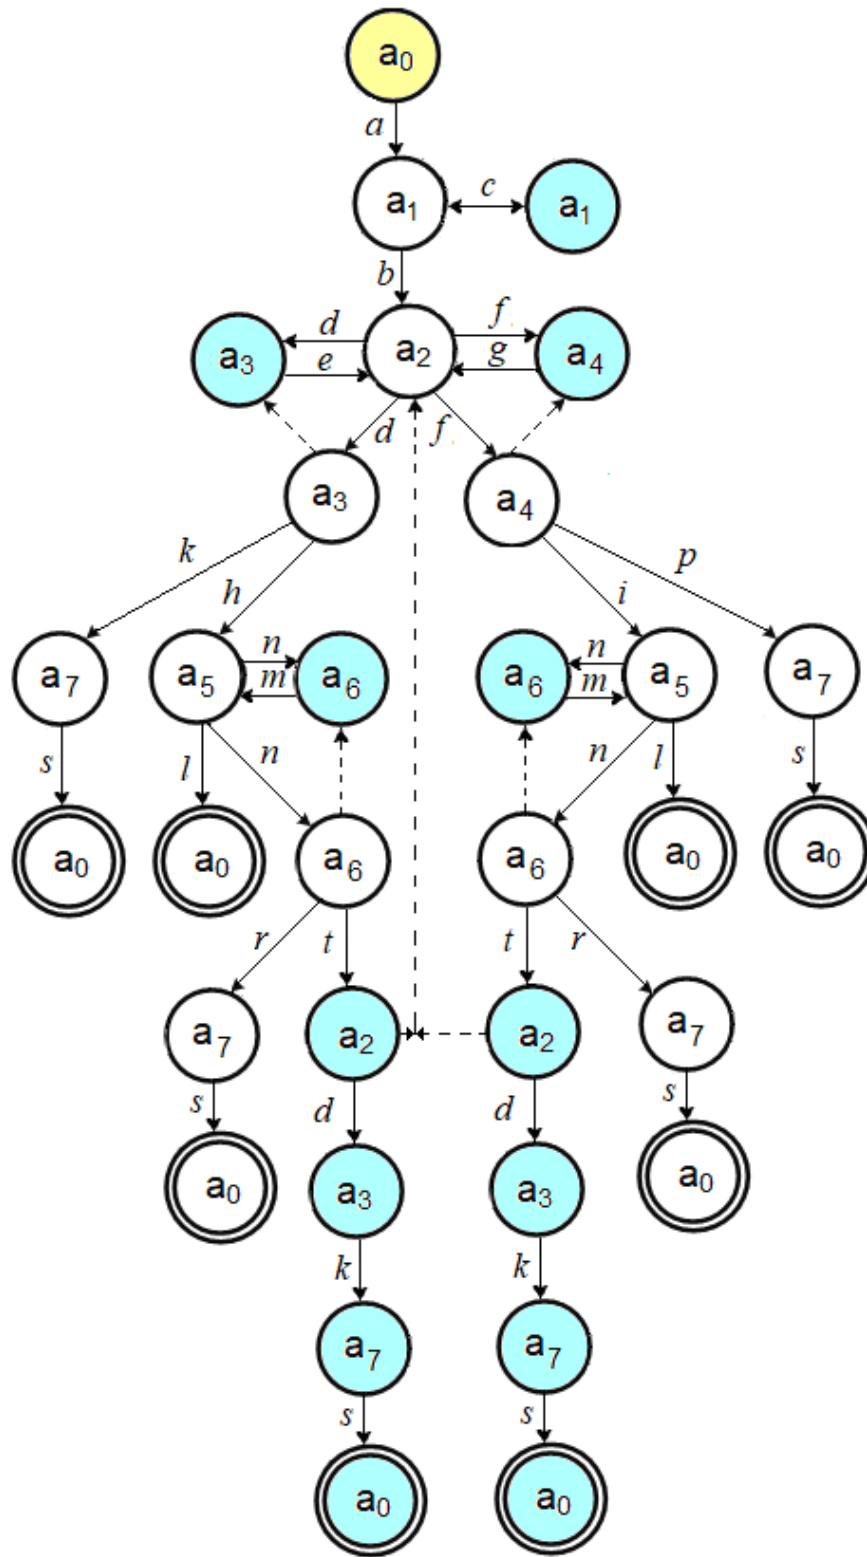 a0
a
a1 c a1
b
a3 d e a2 f g a4
d f
a3 a4
k h i p
a7 a5 n m a6 a6 n m a5 a7
s l n n l s
a0 a0 a6 a6 a0 a0
r t t r
a7 a2 a2 a7
s d d s
a0 a3 a3 a0
k k
a7 a7
s s
a0 a0